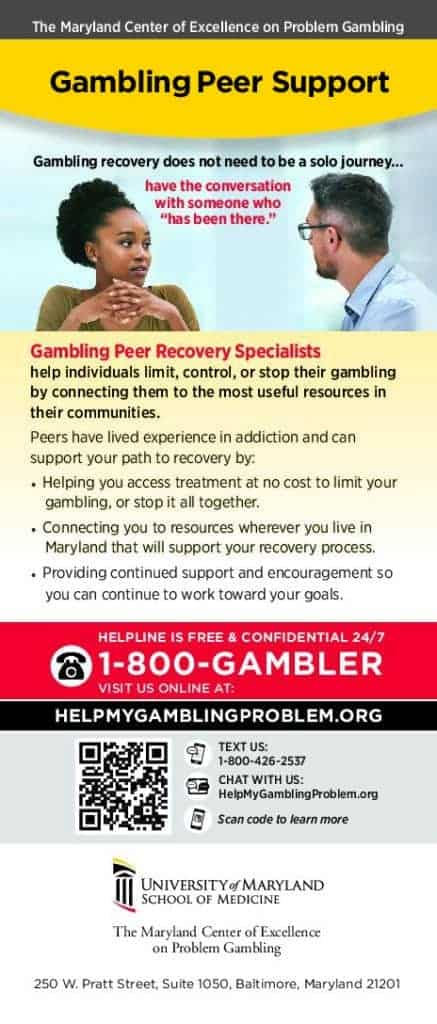 The Maryland Center of Excellence on Problem Gambling
Gambling Peer Support
Gambling recovery does not need to be a solo journey...
have the conversation
with someone who
“has been there.”
Gambling Peer Recovery Specialists
help individuals limit, control, or stop their gambling
by connecting them to the most useful resources in
their communities.
Peers have lived experience in addiction and can
support your path to recovery by:
• Helping you access treatment at no cost to limit your
gambling, or stop it all together.
• Connecting you to resources wherever you live in
Maryland that will support your recovery process.
• Providing continued support and encouragement so
you can continue to work toward your goals.
HELPLINE IS FREE & CONFIDENTIAL 24/7
1-800-GAMBLER
VISIT US ONLINE AT:
HELPMYGAMBLINGPROBLEM.ORG
TEXT US:
1-800-426-2537
CHAT WITH US:
HelpMyGamblingProblem.org
Scan code to learn more
UNIVERSITY of MARYLAND
SCHOOL OF MEDICINE
The Maryland Center of Excellence
on Problem Gambling
250 W. Pratt Street, Suite 1050, Baltimore, Maryland 21201